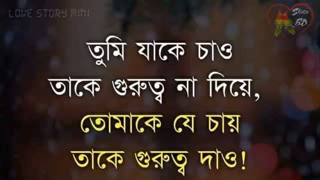 LOVE STORY MINI
তুমি যাকে চাও
তাকে গুরুত্ব না দিয়ে,
তোমাকে যে চায়
তাকে গুরুত্ব দাও!